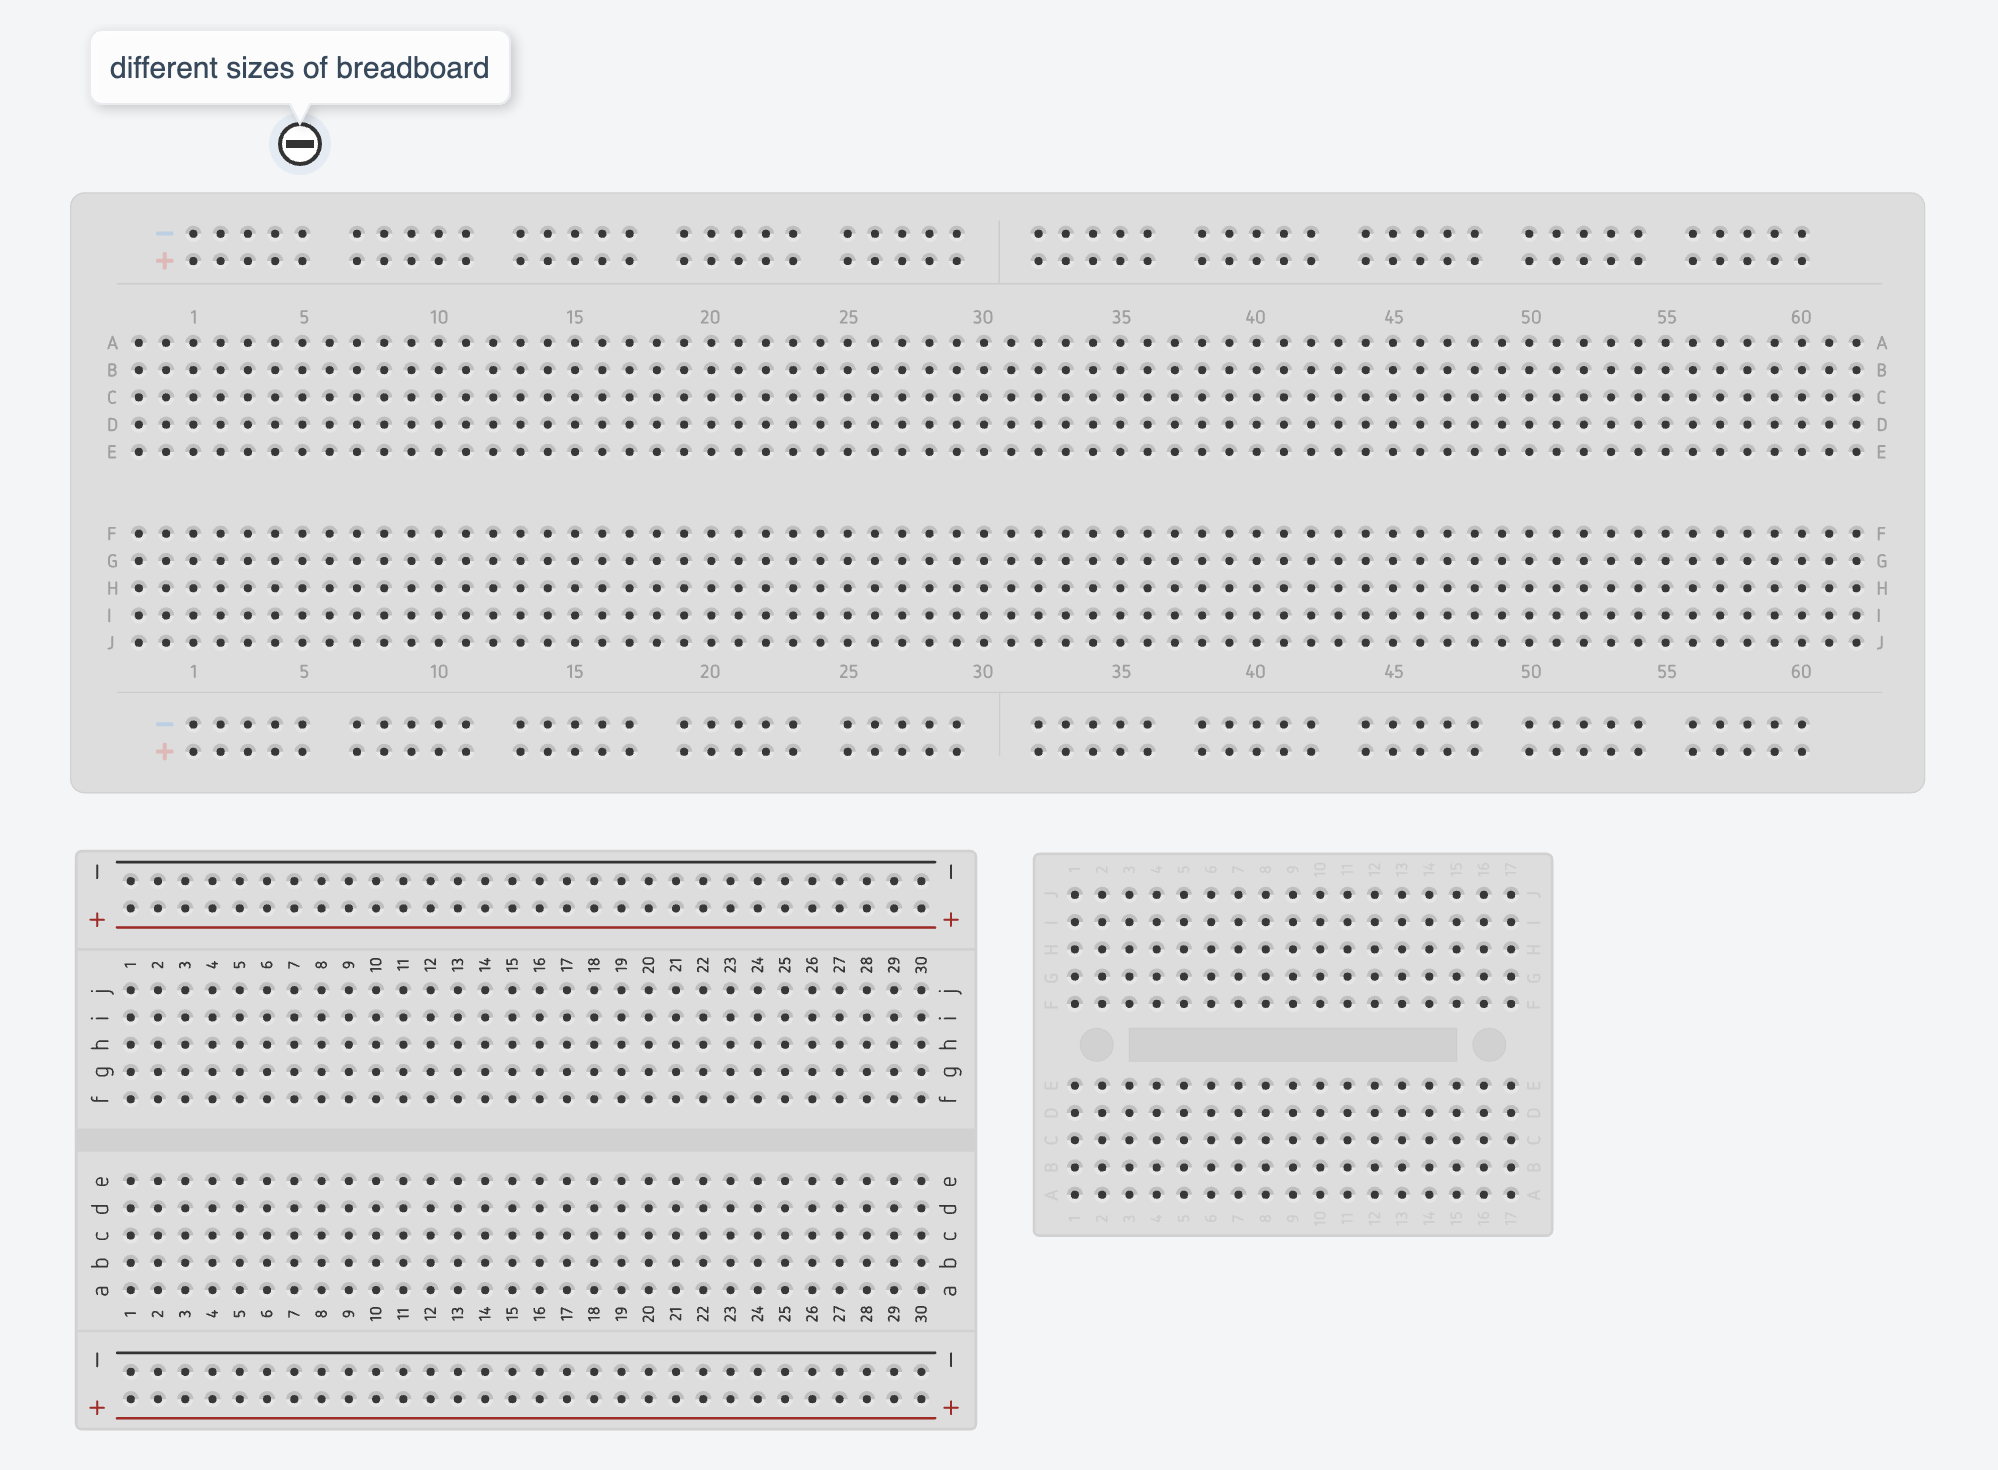 different sizes of breadboard
−
+
1 5 10 15 20 25 30 35 40 45 50 55 60
A A
B B
C C
D D
E E
F F
G G
H H
I I
J J
1 5 10 15 20 25 30 35 40 45 50 55 60
−
+
− −
+ +
1 2 3 4 5 6 7 8 9 10 11 12 13 14 15 16 17 18 19 20 21 22 23 24 25 26 27 28 29 30
j j
i i
h h
g g
f f
e e
d d
c c
b b
a a
1 2 3 4 5 6 7 8 9 10 11 12 13 14 15 16 17 18 19 20 21 22 23 24 25 26 27 28 29 30
− −
+ +
1 2 3 4 5 6 7 8 9 10 11 12 13 14 15 16 17
J J
I I
H H
G G
F F
E E
D D
C C
B B
A A
1 2 3 4 5 6 7 8 9 10 11 12 13 14 15 16 17